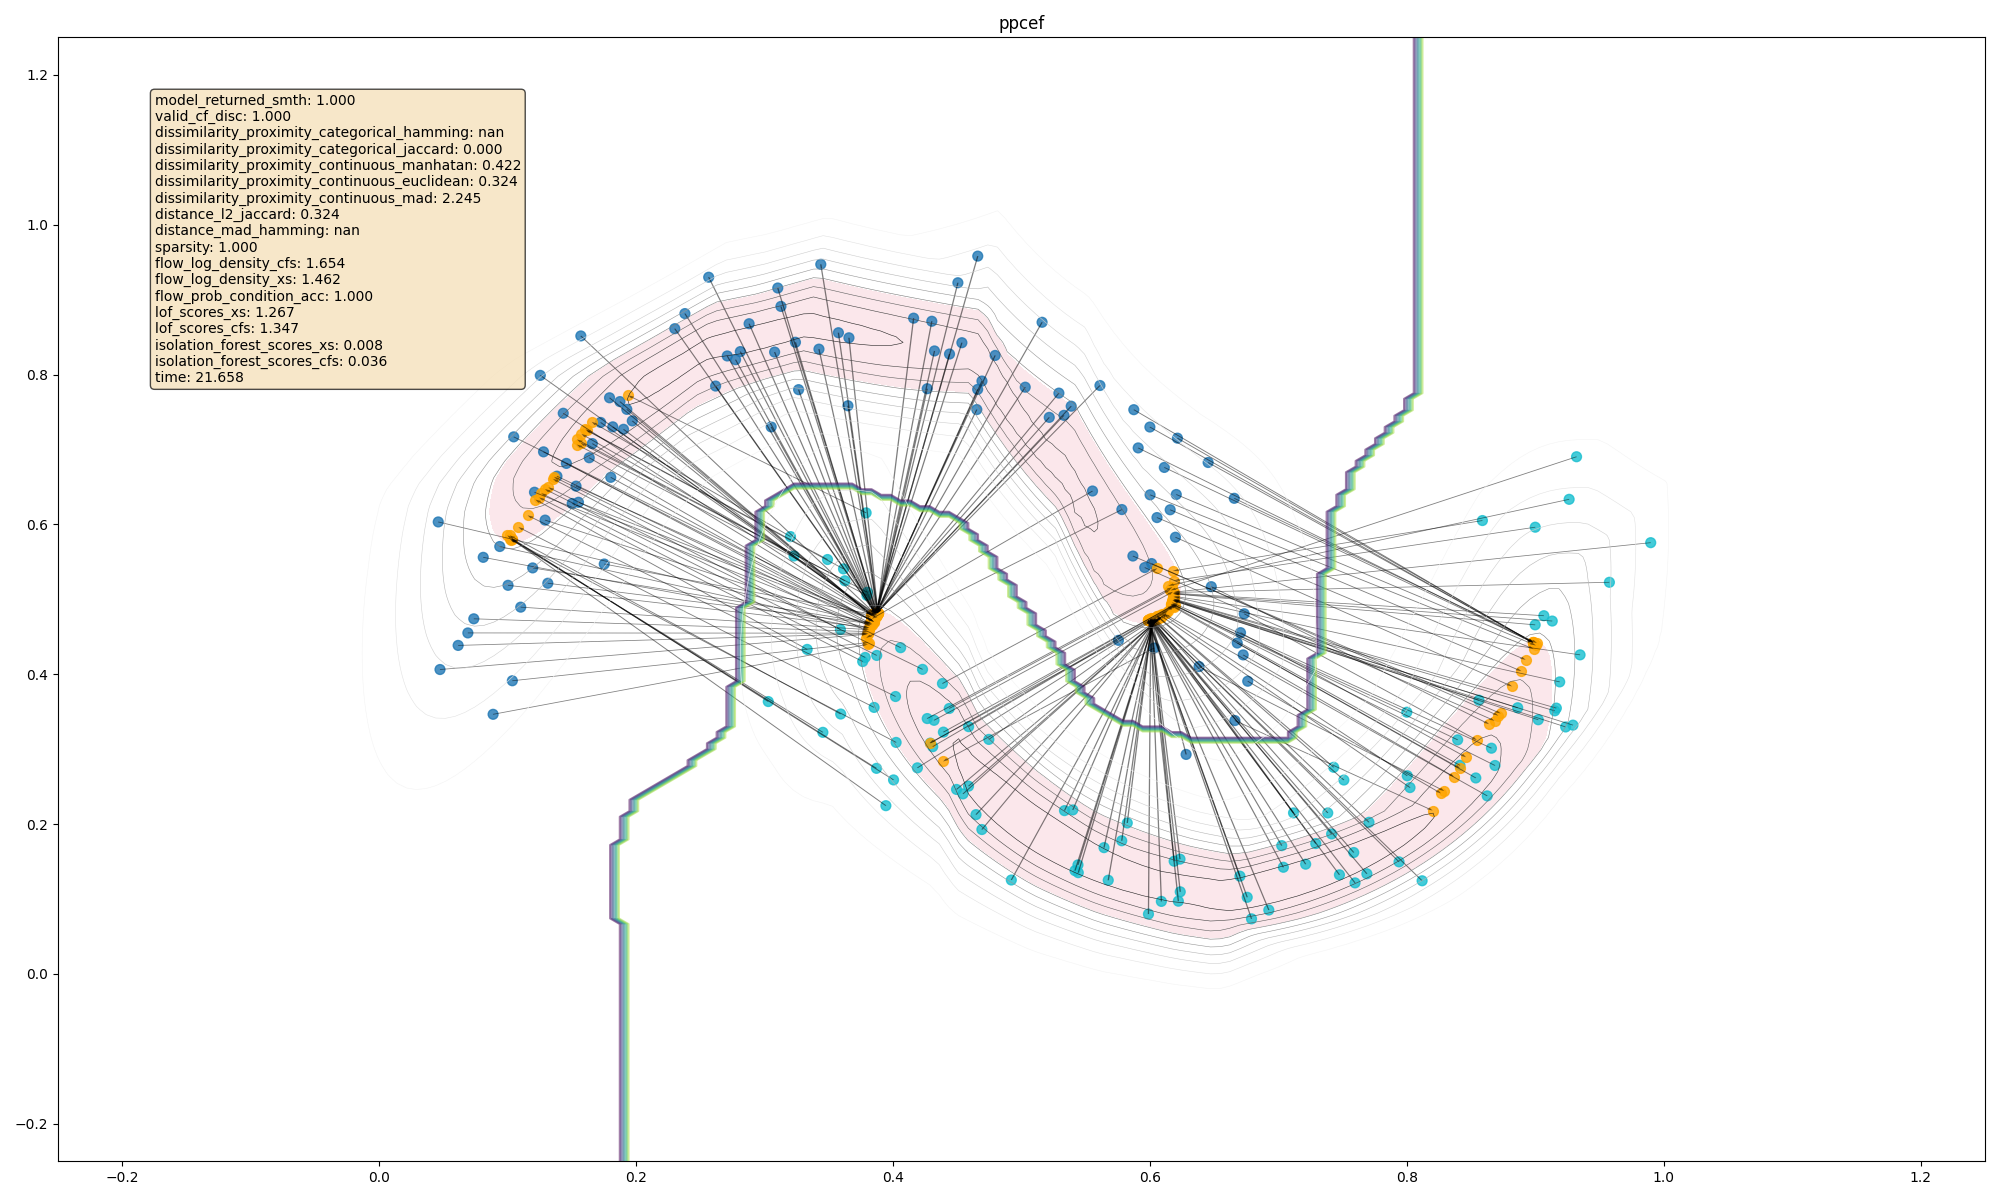 ppcef
1.2
1.0
0.8
0.6
0.4
0.2
0.0
−0.2
model_returned_smth: 1.000
valid_cf_disc: 1.000
dissimilarity_proximity_categorical_hamming: nan
dissimilarity_proximity_categorical_jaccard: 0.000
dissimilarity_proximity_continuous_manhatan: 0.422
dissimilarity_proximity_continuous_euclidean: 0.324
dissimilarity_proximity_continuous_mad: 2.245
distance_l2_jaccard: 0.324
distance_mad_hamming: nan
sparsity: 1.000
flow_log_density_cfs: 1.654
flow_log_density_xs: 1.462
flow_prob_condition_acc: 1.000
lof_scores_xs: 1.267
lof_scores_cfs: 1.347
isolation_forest_scores_xs: 0.008
isolation_forest_scores_cfs: 0.036
time: 21.658
−0.2 0.0 0.2 0.4 0.6 0.8 1.0 1.2